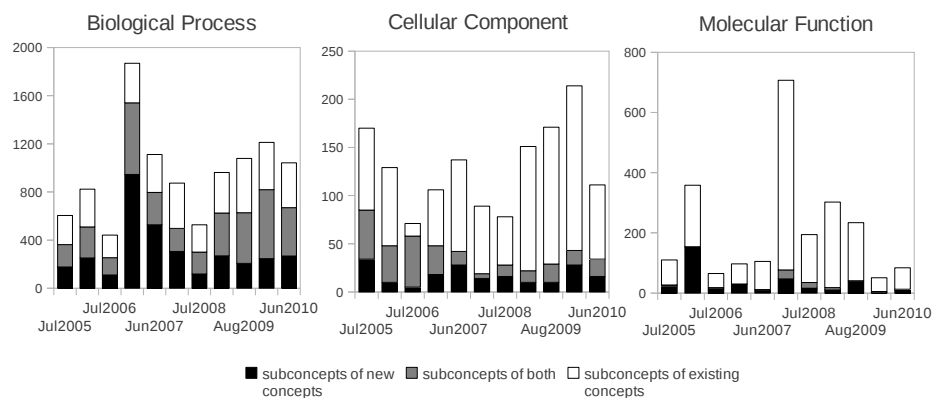 Biological Process
2000
1600
1200
800
400
0
Jul2006 Jul2008 Jun2010
Jul2005 Jun2007 Aug2009
Cellular Component
250
200
150
100
50
0
Jul2006 Jul2008 Jun2010
Jul2005 Jun2007 Aug2009
Molecular Function
800
600
400
200
0
Jul2006 Jul2008 Jun2010
Jul2005 Jun2007 Aug2009
subconcepts of new
concepts
subconcepts of both
subconcepts of existing
concepts